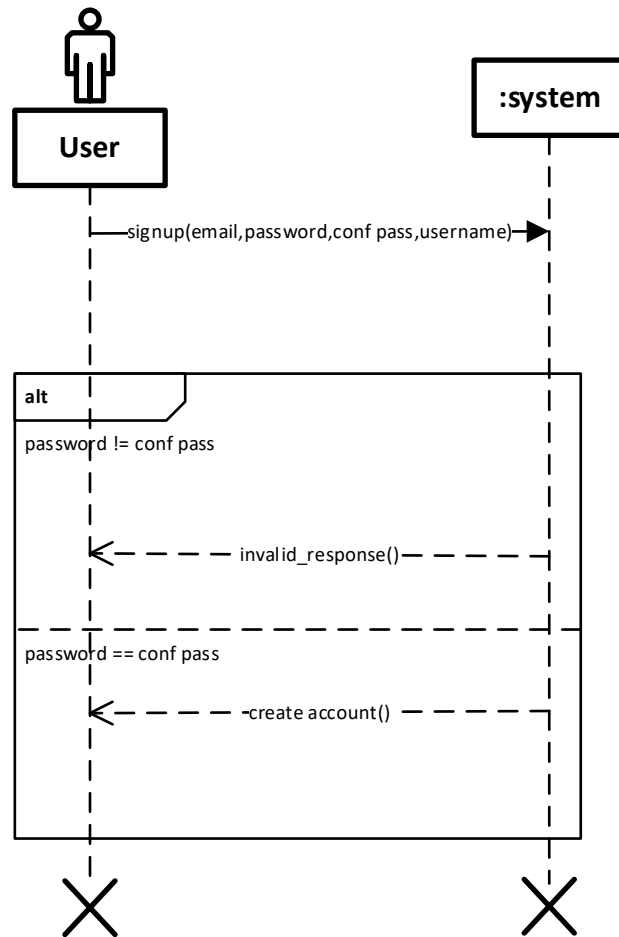 User
:system
signup(email,password,conf pass,username)
alt
password != conf pass
invalid_response()
password == conf pass
create account()